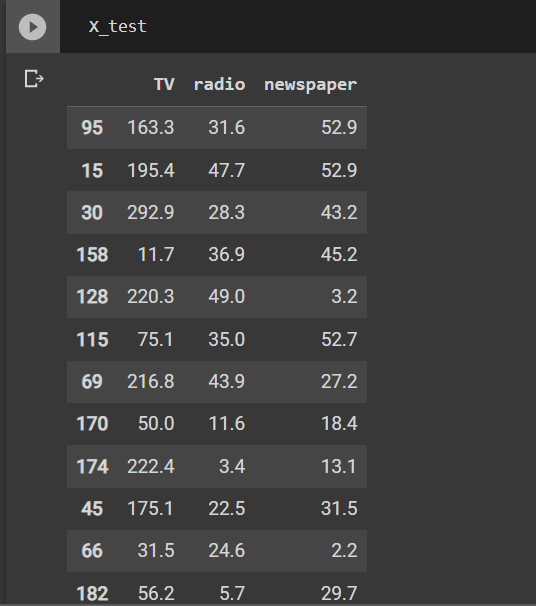 X_test
TV radio newspaper
95 163.3 31.6 52.9
15 195.4 47.7 52.9
30 292.9 28.3 43.2
158 11.7 36.9 45.2
128 220.3 49.0 3.2
115 75.1 35.0 52.7
69 216.8 43.9 27.2
170 50.0 11.6 18.4
174 222.4 3.4 13.1
45 175.1 22.5 31.5
66 31.5 24.6 2.2
182 56.2 5.7 29.7